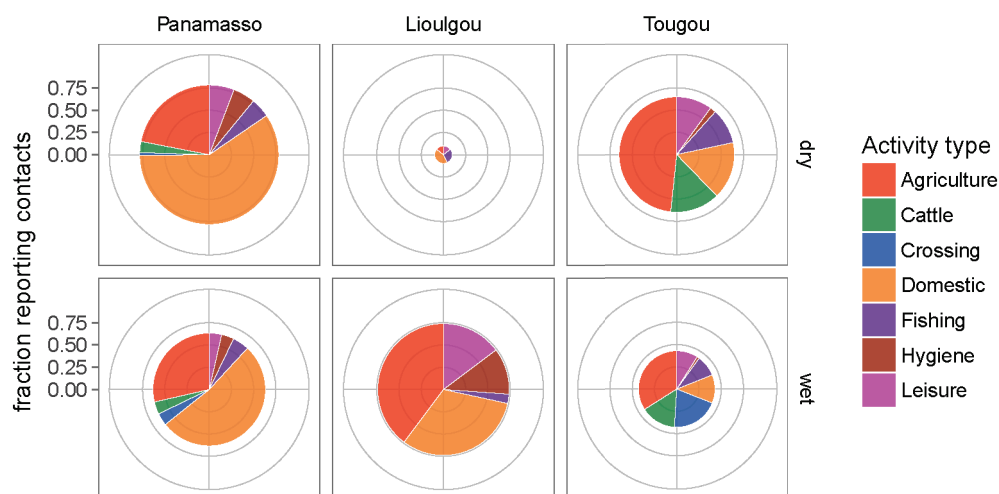 Panamasso Lioulgou Tougou
fraction reporting contacts
0.75
0.50
0.25
0.00
dry
0.75
0.50
0.25
0.00
wet
Activity type
Agriculture
Cattle
Crossing
Domestic
Fishing
Hygiene
Leisure